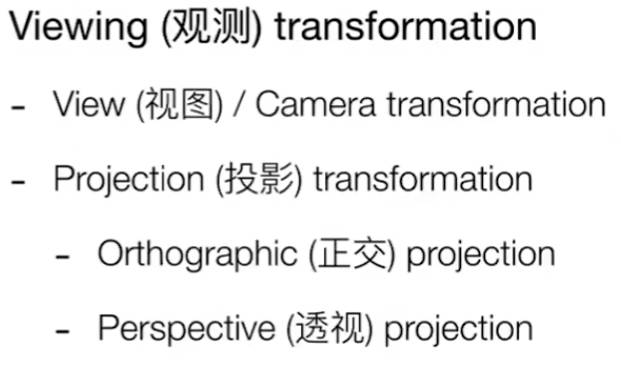 Viewing (观测) transformation
- View (视图) / Camera transformation
- Projection (投影) transformation
- Orthographic (正交) projection
- Perspective (透视) projection